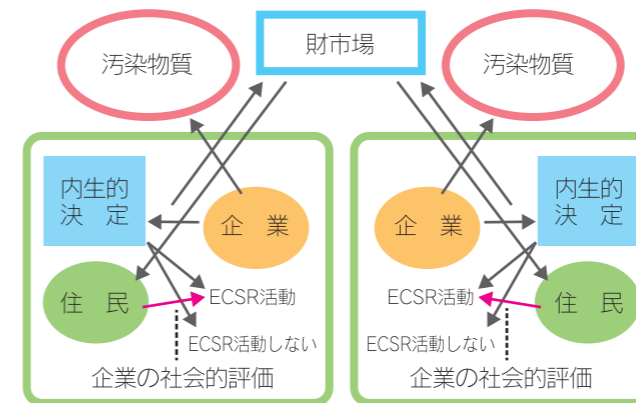 汚染物質
財市場
汚染物質
内生的
決　定
企　業
住　民
ECSR活動
ECSR活動しない
企業の社会的評価
企　業
内生的
決　定
ECSR活動
住　民
ECSR活動しない
企業の社会的評価